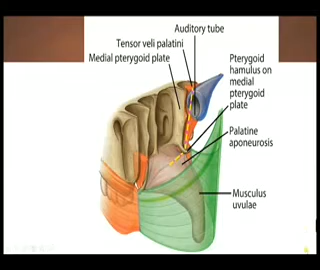 Auditory tube
Tensor veli palatini
Medial pterygoid plate
Pterygoid
hamulus on
medial
pterygoid
plate
Palatine
aponeurosis
Musculus
uvulae